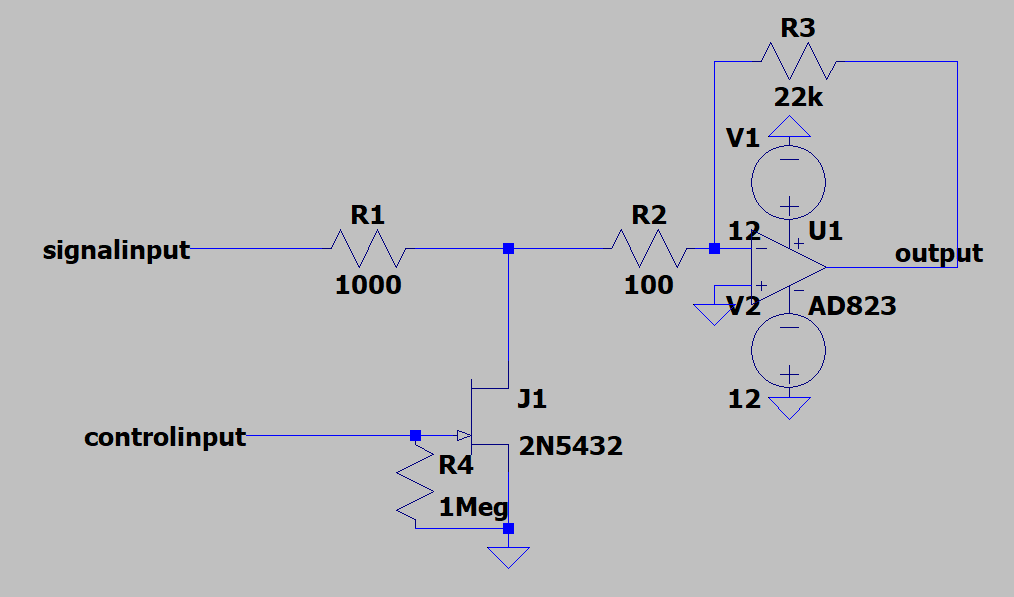 R3
22k
V1
R1
R2
12
U1
signalinput
output
1000
100
V2
AD823
J1
12
controlinput
2N5432
R4
1Meg